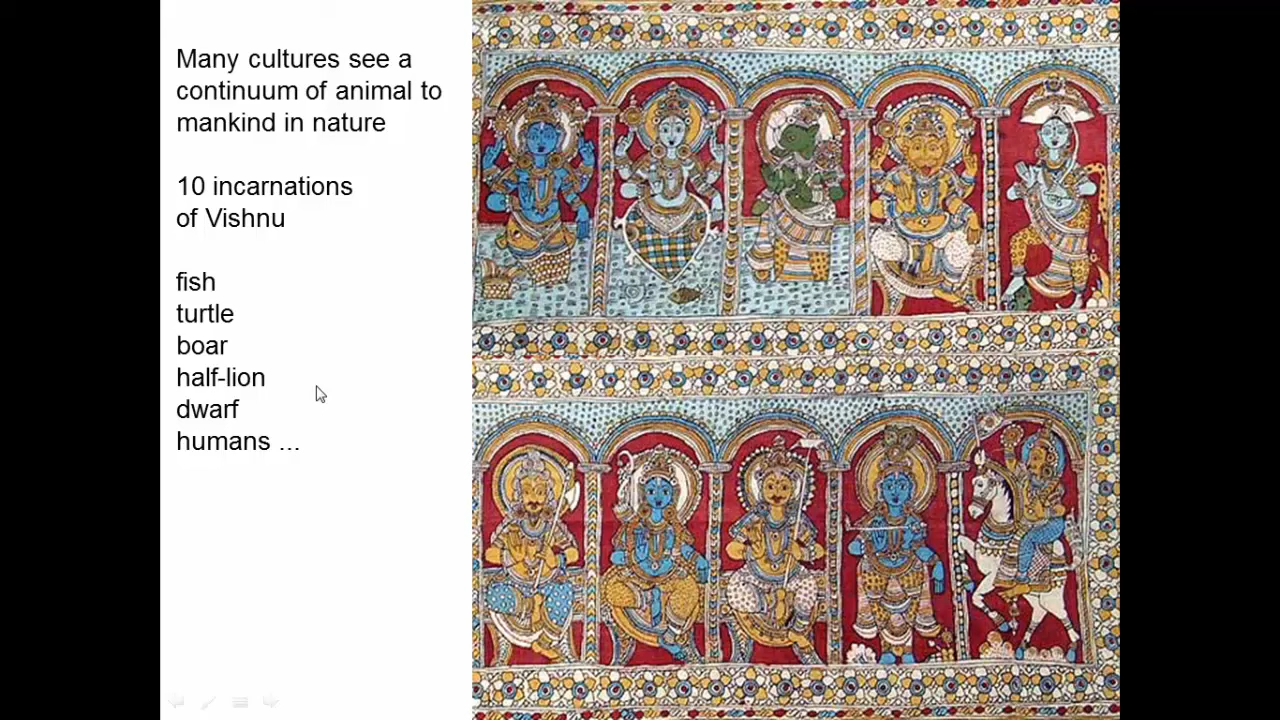 Many cultures see a
continuum of animal to
mankind in nature
10 incarnations
of Vishnu
fish
turtle
boar
half-lion
dwarf
humans ...